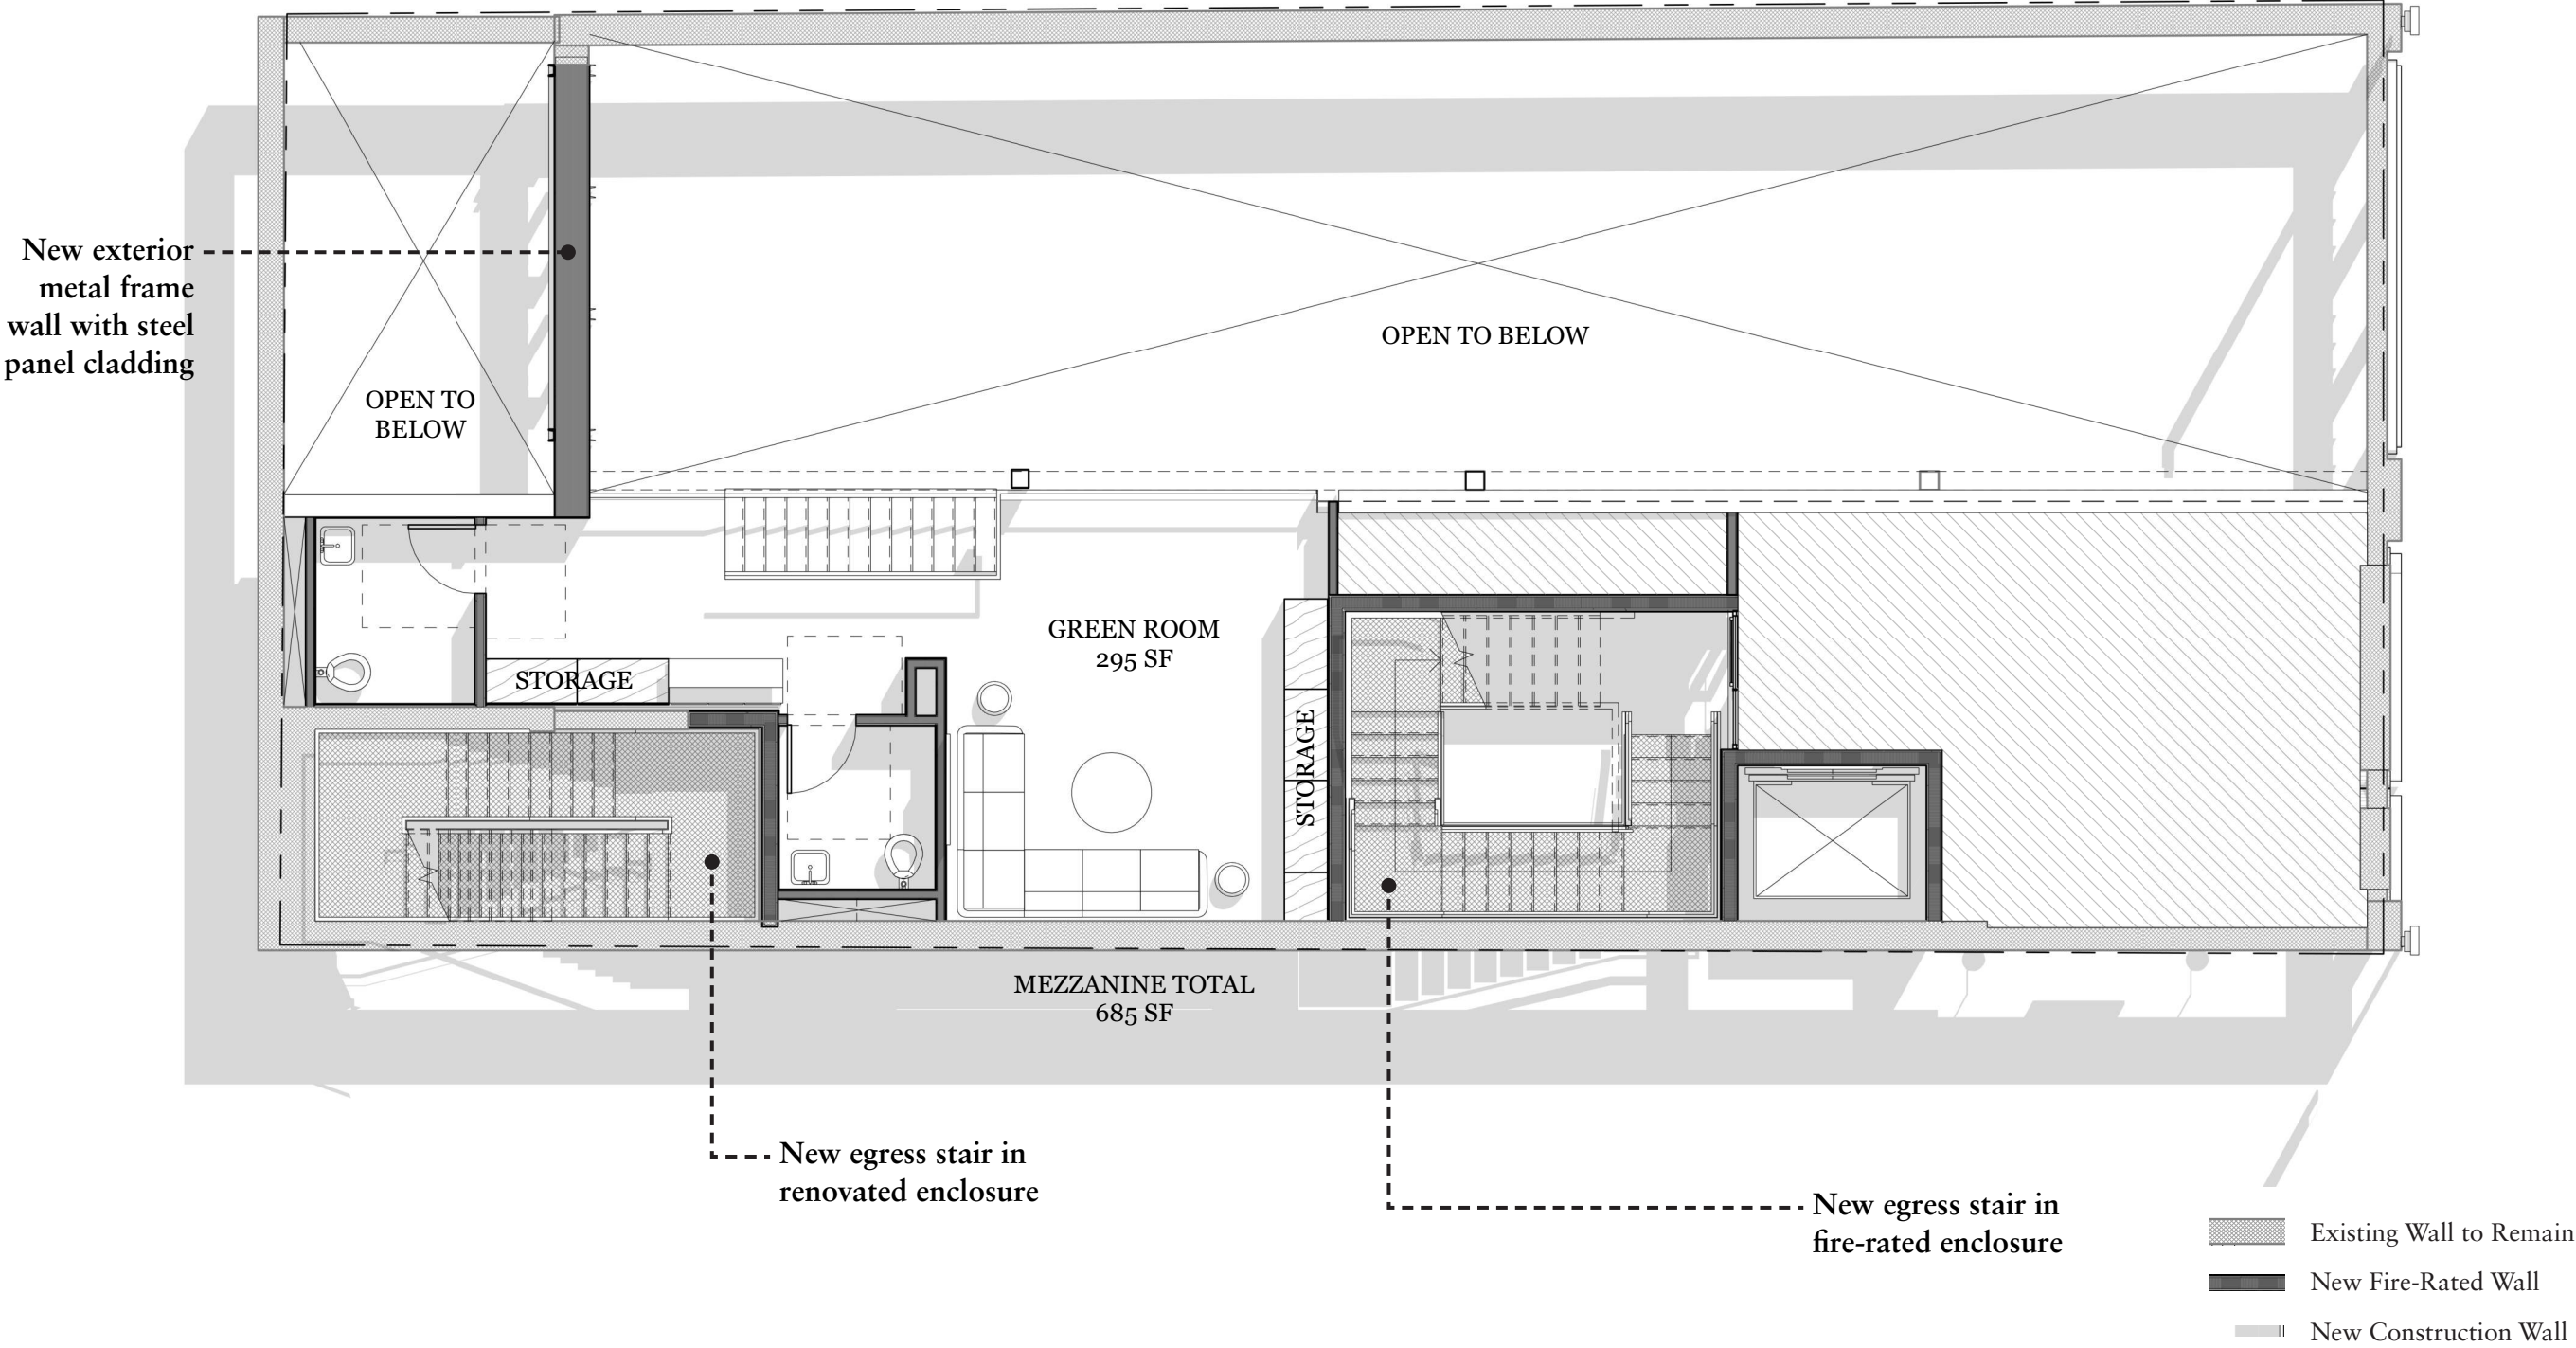 New exterior
metal frame
wall with steel
panel cladding
OPEN TO
BELOW
OPEN TO BELOW
GREEN ROOM
295 SF
STORAGE
STORAGE
MEZZANINE TOTAL
685 SF
New egress stair in
renovated enclosure
New egress stair in
fire-rated enclosure
Existing Wall to Remain
New Fire-Rated Wall
New Construction Wall